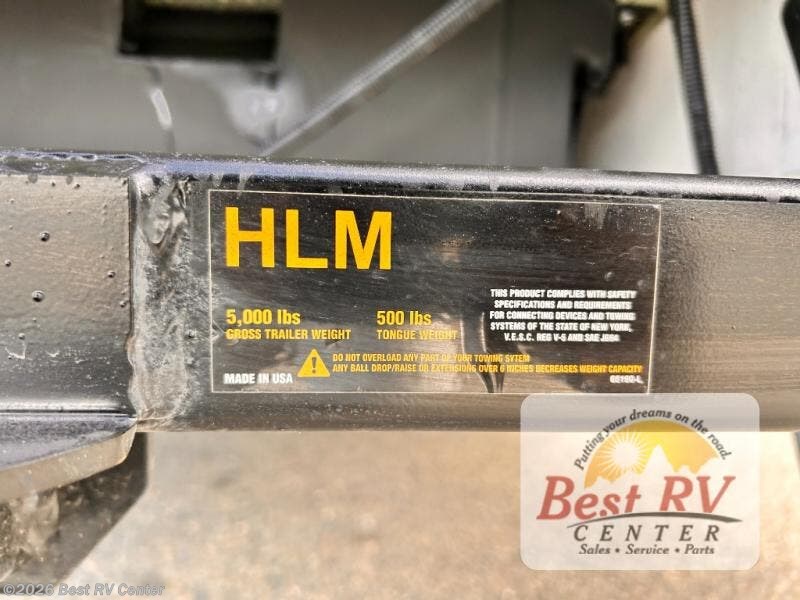 HLM
5,000 lbs
GROSS TRAILER WEIGHT
500 lbs
TONGUE WEIGHT
THIS PRODUCT COMPLIES WITH SAFETY
SPECIFICATIONS AND REQUIREMENTS
FOR CONNECTING DEVICES AND TOWING
SYSTEMS OF THE STATE OF NEW YORK,
V.E.S.C. REG V-5 AND SAE J684
DO NOT OVERLOAD ANY PART OF YOUR TOWING SYTEM
ANY BALL DROP/RAISE OR EXTENSIONS OVER 6 INCHES DECREASES WEIGHT CAPACITY
MADE IN USA
Putting your dreams on the road.
Best RV
CENTER
Sales • Service • Parts
©2026 Best RV Center